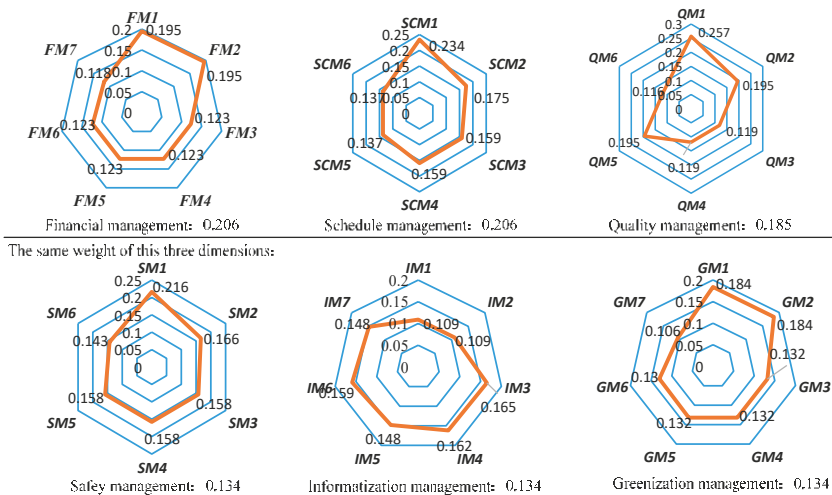 FM1
0.2 0.195
FM7 FM2
0.15
0.118 0.1 0.195
0.05
0
FM6 0.123 0.123 FM3
0.123 0.123
FM5 FM4
Financial management: 0.206
SCM1
0.25
0.234
SCM6 0.2 SCM2
0.15
0.1 0.175
0.137 0.05
0
0.137 0.159
SCM5 SCM3
0.159
SCM4
Schedule management: 0.206
QM1
0.3 0.257
0.25
QM6 0.2 QM2
0.15
0.1 0.195
0.116 0.05
0
0.195 0.119
QM5 QM3
0.119
QM4
Quality management: 0.185
The same weight of this three dimensions:
SM1
0.25
0.216
SM6 0.2 SM2
0.15
0.143 0.1 0.166
0.05
0
0.158 0.158
SM5 SM3
0.158
SM4
Safey management: 0.134
IM1
0.2
IM7 0.15 IM2
0.148 0.1 0.109
0.05 0.109
0
IM6 IM3
0.159 0.165
0.148 0.162
IM5 IM4
Informatization management: 0.134
GM1
0.2 0.184
GM7 0.15 GM2
0.106 0.1 0.184
0.05 0.132
0
GM6 0.13 GM3
0.132 0.132
GM5 GM4
Greenization management: 0.134